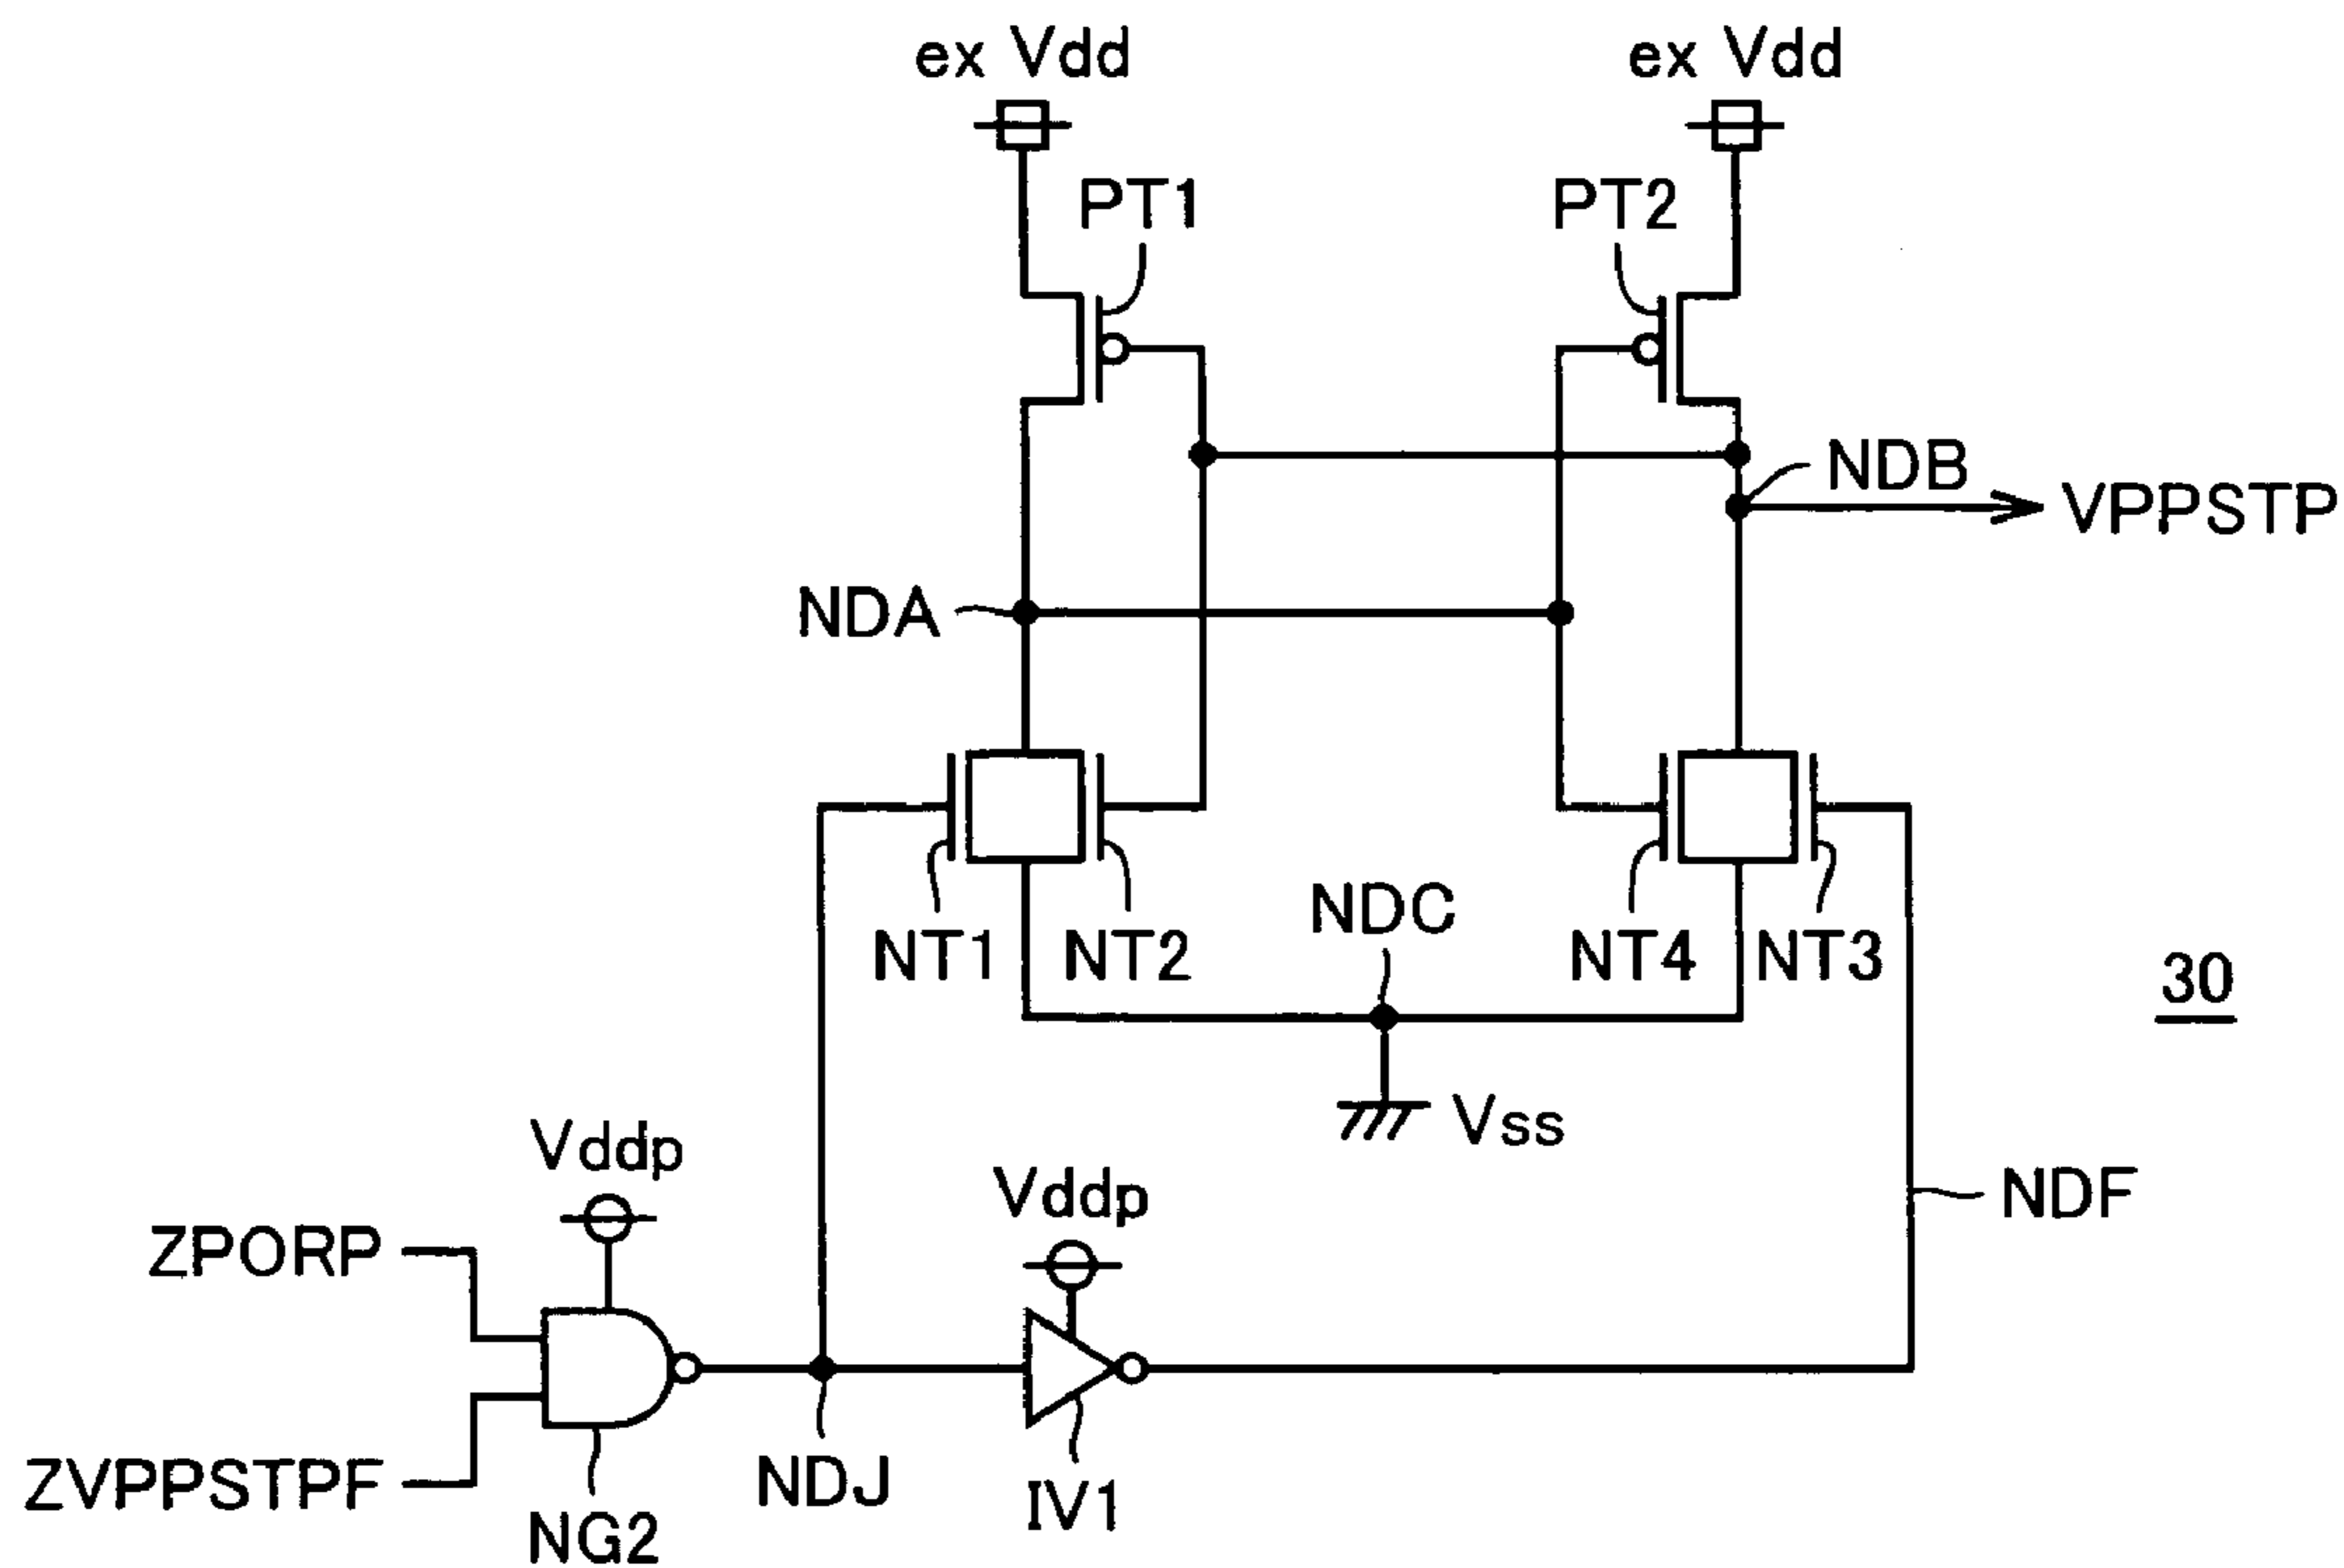 ex Vdd
ex Vdd
PT1
PT2
NDB
VPPSTP
NDA
NDC
NT1
NT2
NT4
NT3
30
Vss
Vddp
Vddp
NDF
ZPORP
ZVPPSTPF
NDJ
IV1
NG2